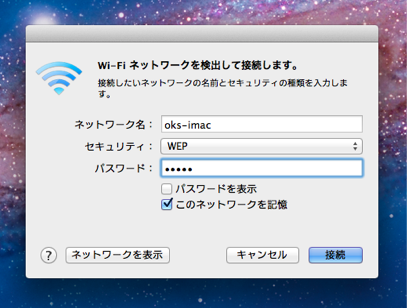 Wi-Fi ネットワークを検出して接続します。
接続したいネットワークの名前とセキュリティの種類を入力しま
す。
ネットワーク名： oks-imac
セキュリティ： WEP
パスワード： •••••
パスワードを表示
このネットワークを記憶
? ネットワークを表示 キャンセル 接続